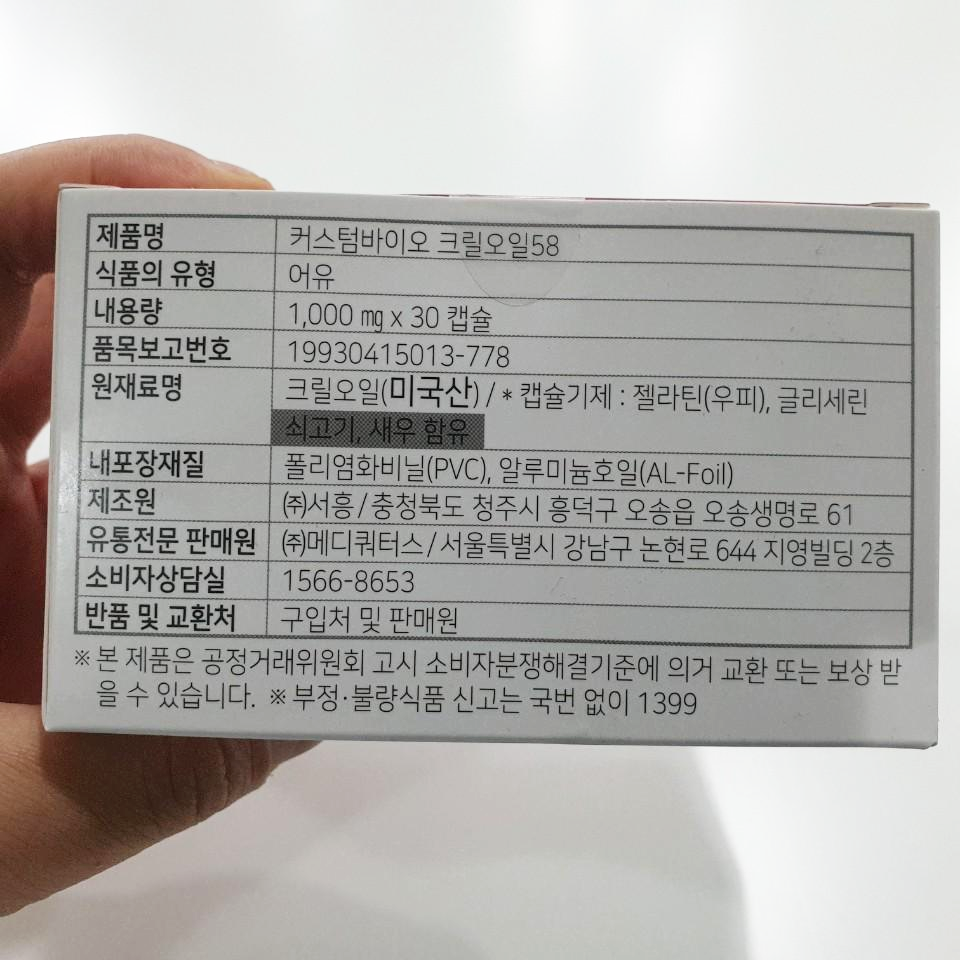 제품명 커스텀바이오 크릴오일58
식품의 유형 어유
내용량 1,000 ㎎ x 30 캡슐
품목보고번호 19930415013-778
원재료명 크릴오일(미국산) / * 캡슐기제 : 젤라틴(우피), 글리세린
쇠고기, 새우 함유
내포장재질 폴리염화비닐(PVC), 알루미늄호일(AL-Foil)
제조원 ㈜서흥 / 충청북도 청주시 흥덕구 오송읍 오송생명로 61
유통전문 판매원 ㈜메디쿼터스 / 서울특별시 강남구 논현로 644 지영빌딩 2층
소비자상담실 1566-8653
반품 및 교환처 구입처 및 판매원
※ 본 제품은 공정거래위원회 고시 소비자분쟁해결기준에 의거 교환 또는 보상 받
을 수 있습니다. ※ 부정·불량식품 신고는 국번 없이 1399